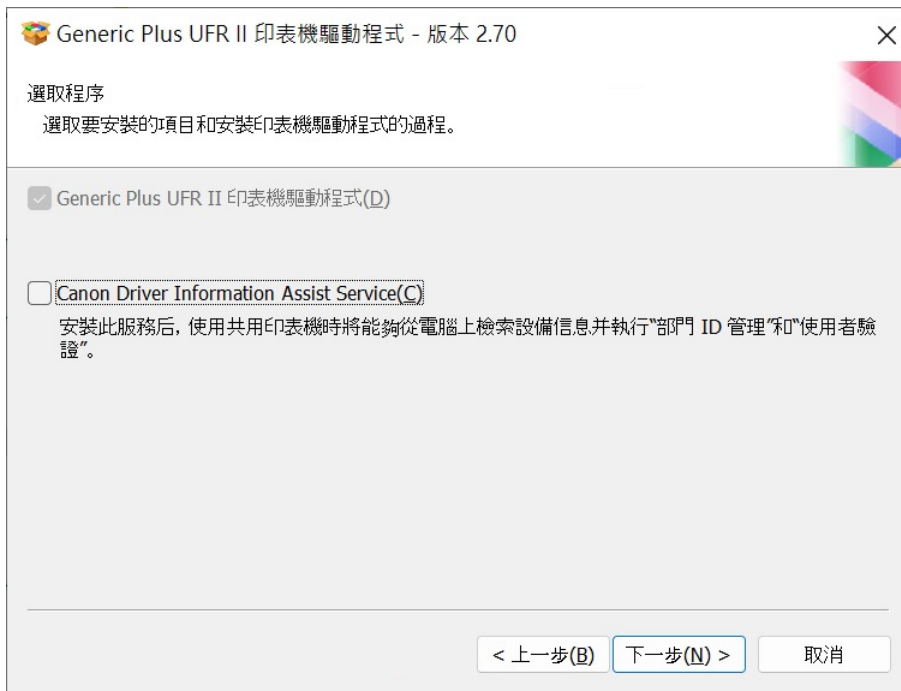 Generic Plus UFR II 印表機驅動程式 - 版本 2.70
選取程序
選取要安裝的項目和安裝印表機驅動程式的過程。
Generic Plus UFR II 印表機驅動程式(D)
Canon Driver Information Assist Service(C)
安裝此服務后, 使用共用印表機時將能夠從電腦上檢索設備信息并執行"部門 ID 管理"和"使用者驗
證"。
< 上一步(B)
下一步(N) >
取消